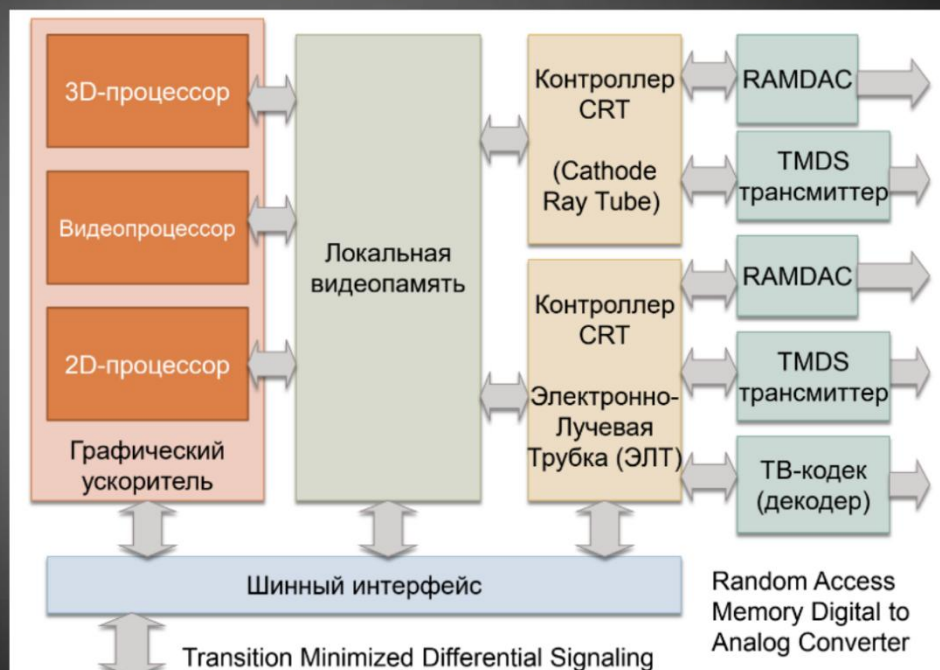 3D-процессор
Видеопроцессор
2D-процессор
Графический
ускоритель
Локальная
видеопамять
Контроллер
CRT
(Cathode
Ray Tube)
Контроллер
CRT
Электронно-
Лучевая
Трубка (ЭЛТ)
RAMDAC
TMDS
трансмиттер
RAMDAC
TMDS
трансмиттер
ТВ-кодек
(декодер)
Шинный интерфейс
Random Access
Memory Digital to
Analog Converter
Transition Minimized Differential Signaling